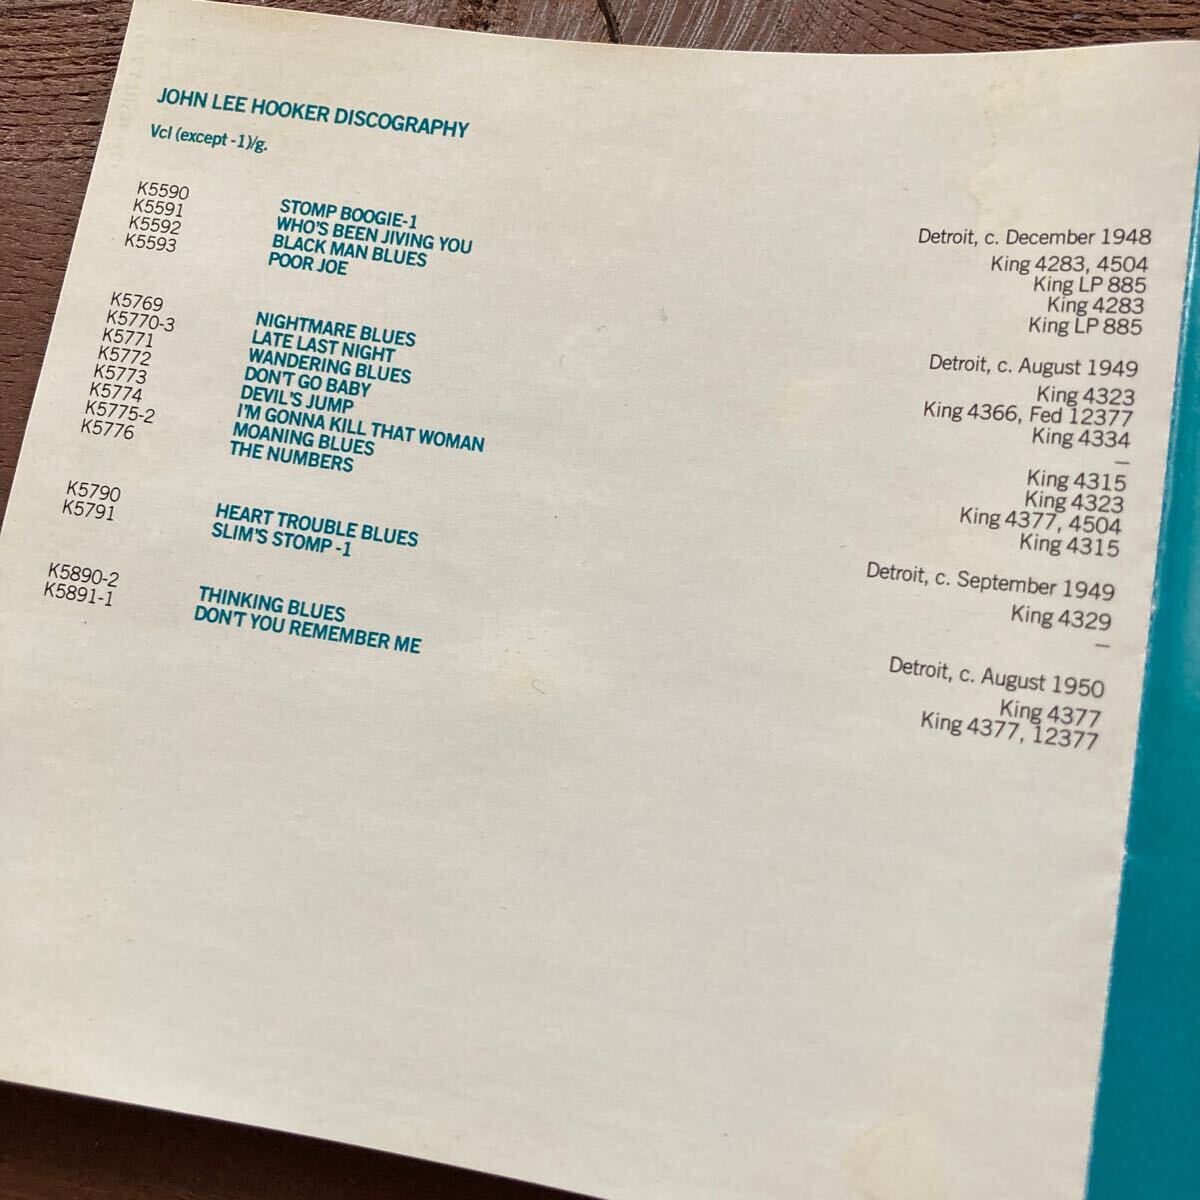 JOHN LEE HOOKER DISCOGRAPHY
Vcl (except -1)/g.
Detroit, c. December 1948
K5590 STOMP BOOGIE-1 King 4283, 4504
K5591 WHO'S BEEN JIVING YOU King LP 885
K5592 BLACK MAN BLUES King 4283
K5593 POOR JOE King LP 885
Detroit, c. August 1949
K5769 NIGHTMARE BLUES King 4323
K5770-3 LATE LAST NIGHT King 4366, Fed 12377
K5771 WANDERING BLUES King 4334
K5772 DON'T GO BABY –
K5773 DEVIL'S JUMP King 4315
K5774 I'M GONNA KILL THAT WOMAN King 4323
K5775-2 MOANING BLUES King 4377, 4504
K5776 THE NUMBERS King 4315
Detroit, c. September 1949
K5790 HEART TROUBLE BLUES King 4329
K5791 SLIM'S STOMP -1 –
Detroit, c. August 1950
K5890-2 THINKING BLUES King 4377
K5891-1 DON'T YOU REMEMBER ME King 4377, 12377